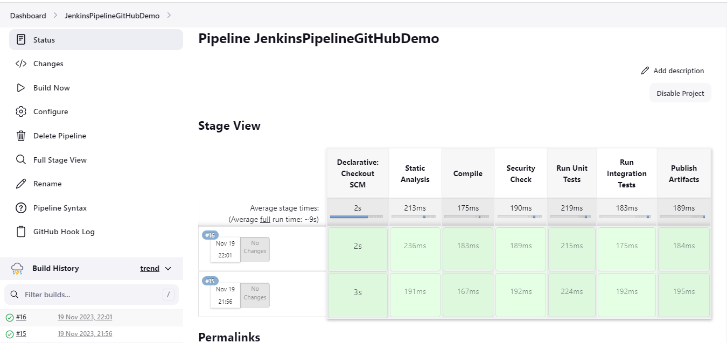 Dashboard > JenkinsPipelineGitHubDemo >
Status
Changes
Build Now
Configure
Delete Pipeline
Full Stage View
Rename
Pipeline Syntax
GitHub Hook Log
Build History trend
Filter builds... /
#16 19 Nov 2023, 22:01
#15 19 Nov 2023, 21:56
Pipeline JenkinsPipelineGitHubDemo
Add description
Disable Project
Stage View
Declarative: Checkout SCM
Static Analysis
Compile
Security Check
Run Unit Tests
Run Integration Tests
Publish Artifacts
Average stage times: 2s 213ms 175ms 190ms 219ms 183ms 189ms
(Average full run time: ~9s)
#16
Nov 19 No
22:01 Changes
2s 236ms 183ms 189ms 215ms 175ms 184ms
#15
Nov 19 No
21:56 Changes
3s 191ms 167ms 192ms 224ms 192ms 195ms
Permalinks